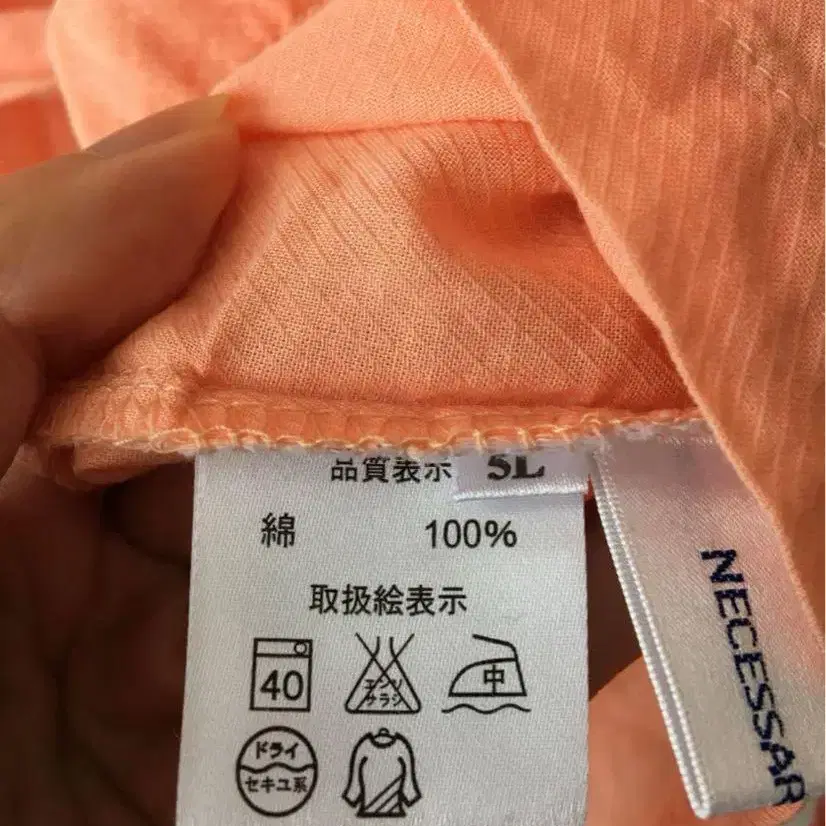 品質表示
5L
綿 100%
取扱絵表示
40
エンソ
サラシ
中
ドライ
セキユ系
NECESSAR